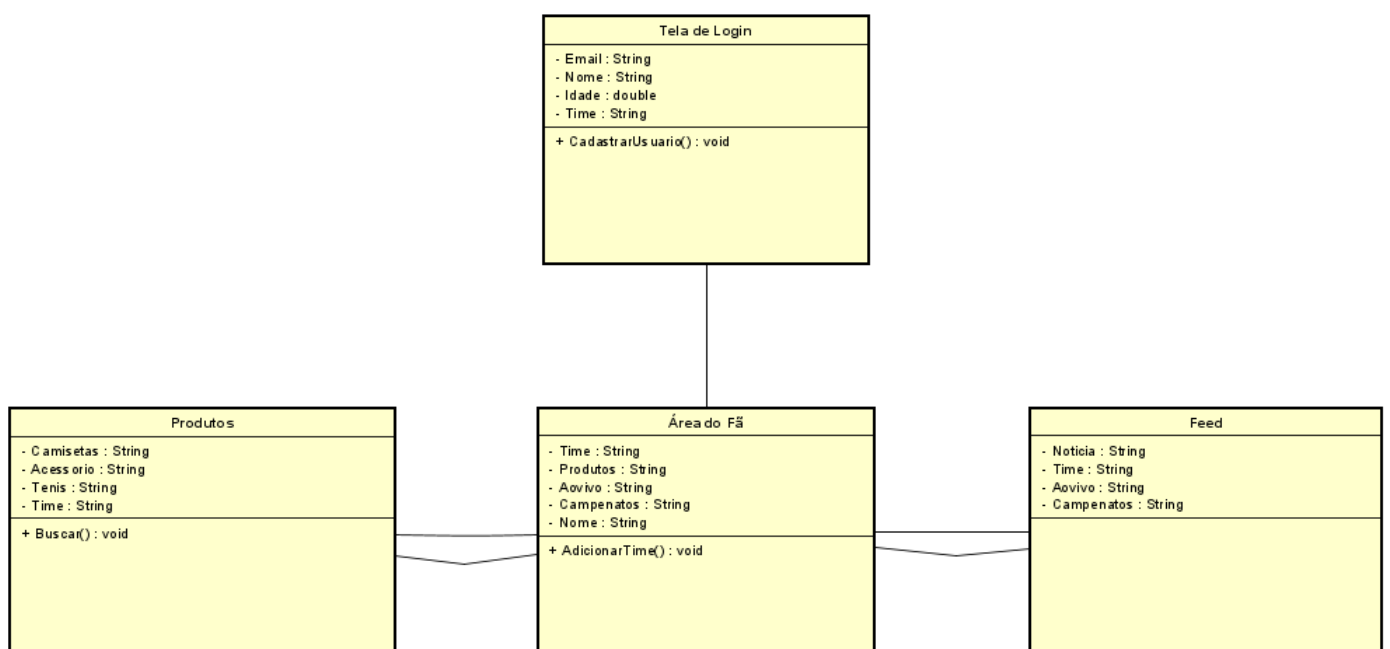 Tela de Login
- Email : String
- Nome : String
- Idade : double
- Time : String
+ CadastrarUsuario() : void
Produtos
- Camisetas : String
- Acessorio : String
- Tenis : String
- Time : String
+ Buscar() : void
Área do Fã
- Time : String
- Produtos : String
- Aovivo : String
- Campenatos : String
- Nome : String
+ AdicionarTime() : void
Feed
- Noticia : String
- Time : String
- Aovivo : String
- Campenatos : String